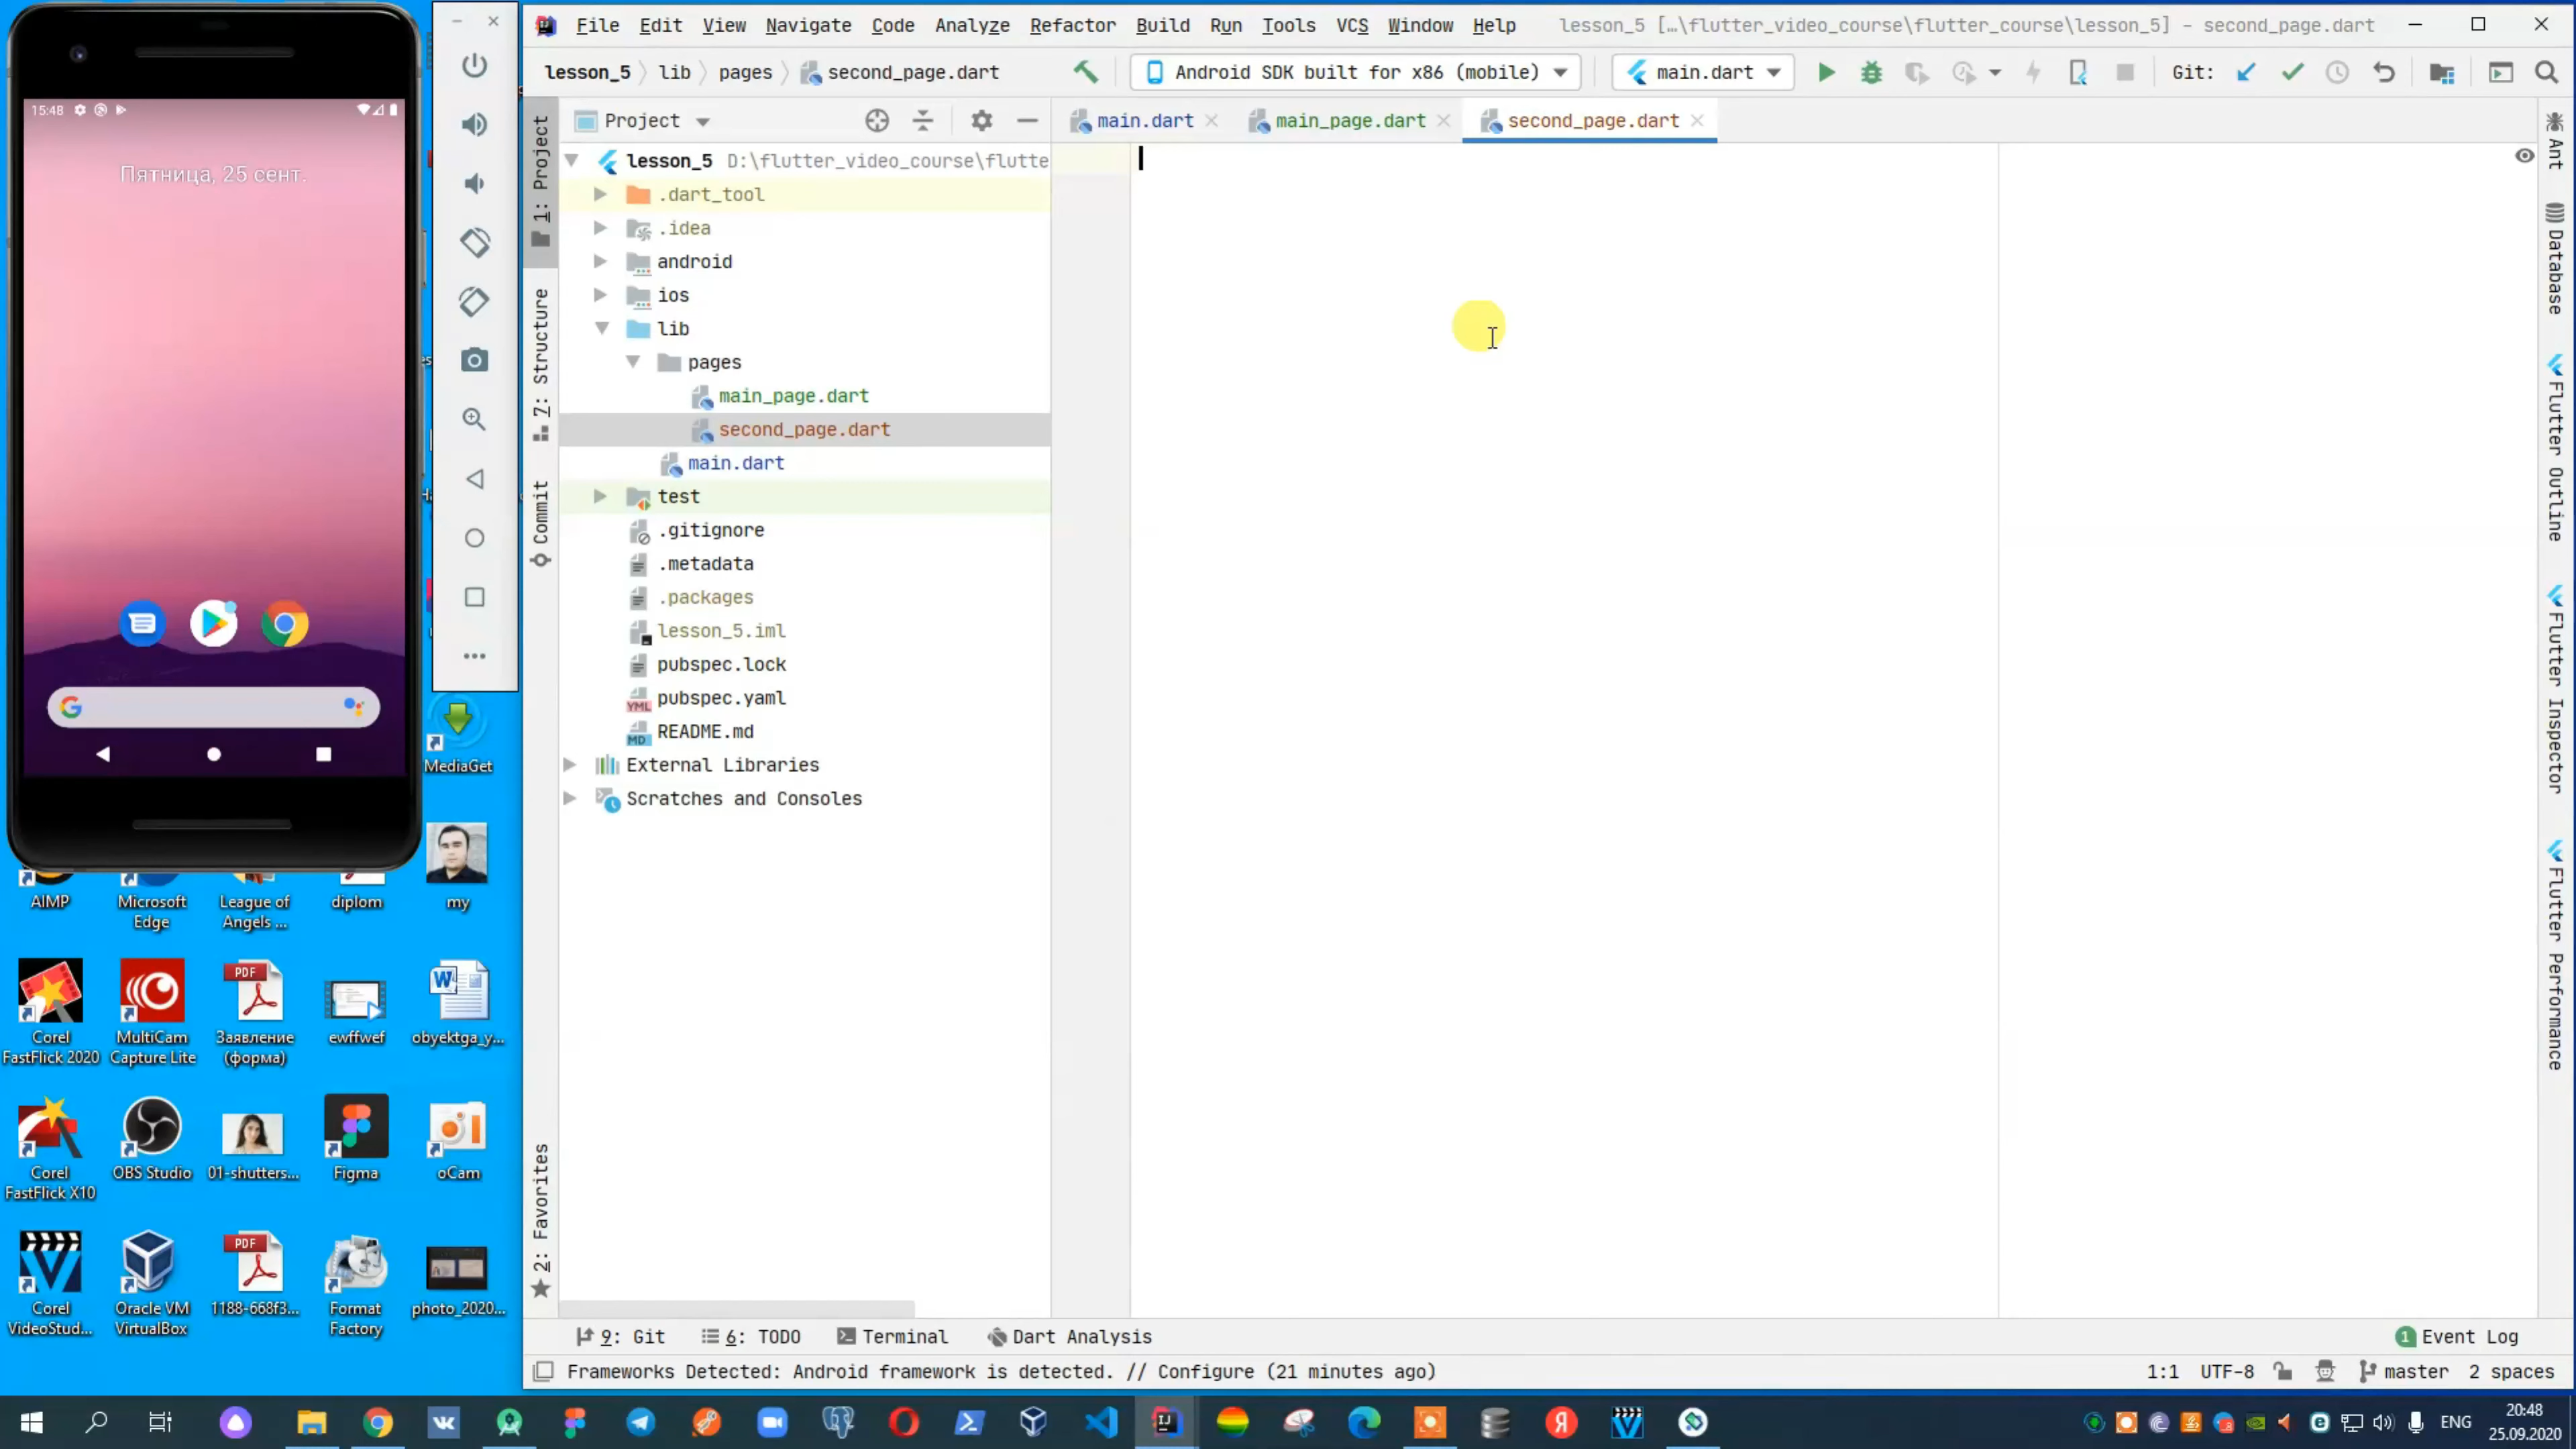 15:48
Пятница, 25 сент.
File Edit View Navigate Code Analyze Refactor Build Run Tools VCS Window Help lesson_5 [...\flutter_video_course\flutter_course\lesson_5] - second_page.dart
lesson_5 lib pages second_page.dart Android SDK built for x86 (mobile) main.dart Git:
Project main.dart main_page.dart second_page.dart
lesson_5 D:\flutter_video_course\flutte
.dart_tool
.idea
android
ios
lib
pages
main_page.dart
second_page.dart
main.dart
test
.gitignore
.metadata
.packages
lesson_5.iml
pubspec.lock
YML pubspec.yaml
MD README.md
External Libraries
Scratches and Consoles
1: Project
7: Structure
Commit
2: Favorites
Ant
Database
Flutter Outline
Flutter Inspector
Flutter Performance
MediaGet
AIMP
Microsoft Edge
League of Angels ...
diplom
my
Corel FastFlick 2020
MultiCam Capture Lite
PDF
Заявление (форма)
ewffwef
obyektga_y...
Corel FastFlick X10
OBS Studio
01-shutters...
Figma
oCam
Corel VideoStud...
Oracle VM VirtualBox
PDF
1188-668f3...
Format Factory
photo_2020...
9: Git 6: TODO Terminal Dart Analysis 1 Event Log
Frameworks Detected: Android framework is detected. // Configure (21 minutes ago) 1:1 UTF-8 master 2 spaces
ENG
20:48
25.09.2020